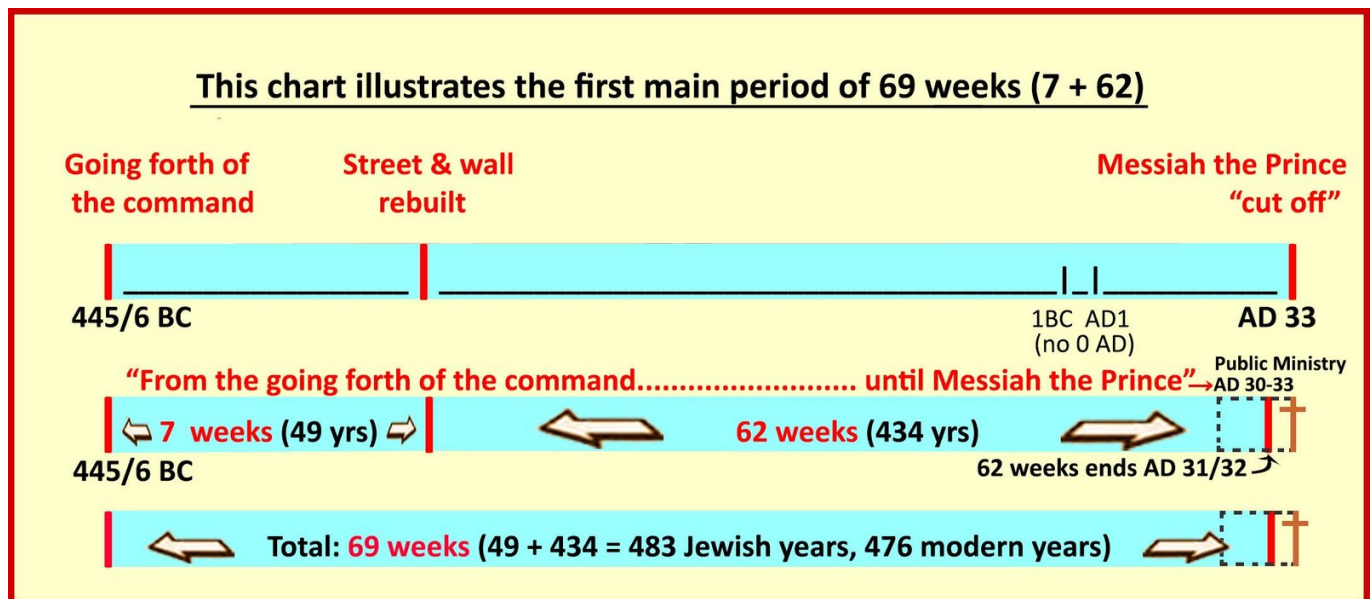 This chart illustrates the first main period of 69 weeks (7 + 62)
Going forth of
the command
Street & wall
rebuilt
Messiah the Prince
“cut off”
445/6 BC
1BC AD1
(no 0 AD)
AD 33
“From the going forth of the command......................... until Messiah the Prince”→
Public Ministry
AD 30-33
7 weeks (49 yrs)
62 weeks (434 yrs)
445/6 BC
62 weeks ends AD 31/32
Total: 69 weeks (49 + 434 = 483 Jewish years, 476 modern years)